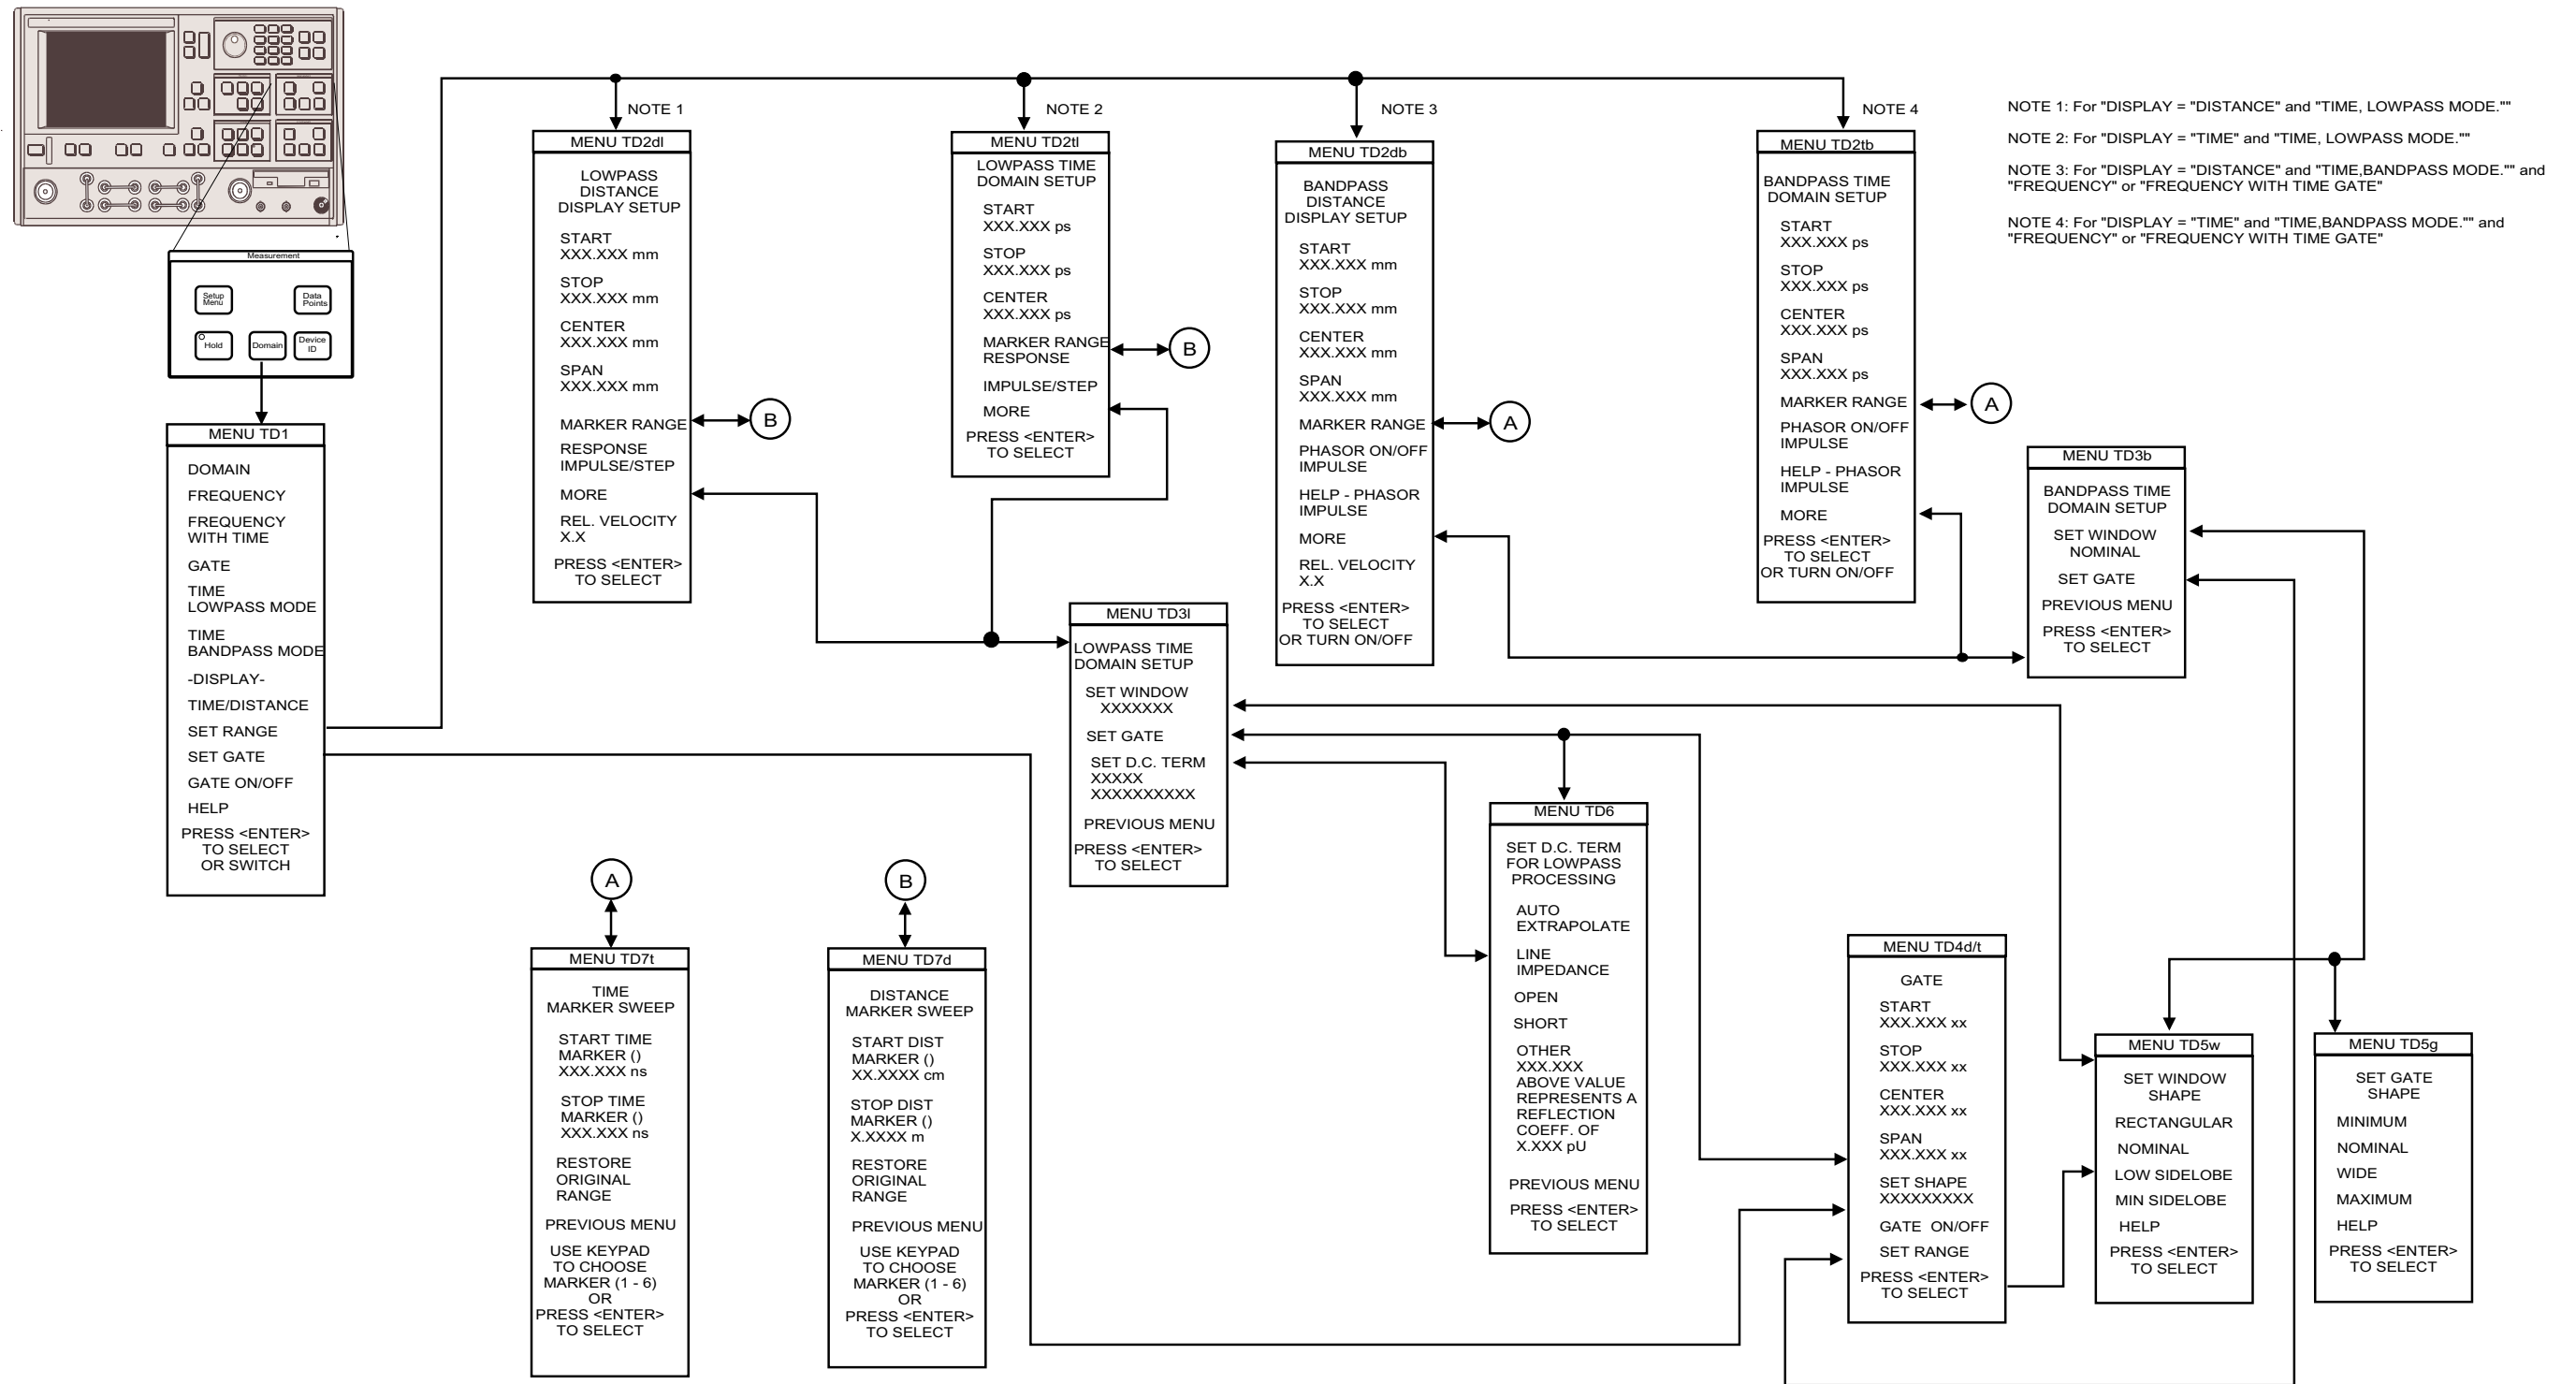 NOTE 1
NOTE 2
NOTE 3
NOTE 4
NOTE 1: For "DISPLAY = "DISTANCE" and "TIME, LOWPASS MODE.""
NOTE 2: For "DISPLAY = "TIME" and "TIME, LOWPASS MODE.""
NOTE 3: For "DISPLAY = "DISTANCE" and "TIME,BANDPASS MODE."" and
"FREQUENCY" or "FREQUENCY WITH TIME GATE"
NOTE 4: For "DISPLAY = "TIME" and "TIME,BANDPASS MODE."" and
"FREQUENCY" or "FREQUENCY WITH TIME GATE"
Measurement
Setup
Menu
Data
Points
Hold
Domain
Device
ID
MENU TD1
DOMAIN
FREQUENCY
FREQUENCY
WITH TIME
GATE
TIME
LOWPASS MODE
TIME
BANDPASS MODE
-DISPLAY-
TIME/DISTANCE
SET RANGE
SET GATE
GATE ON/OFF
HELP
PRESS <ENTER>
TO SELECT
OR SWITCH
MENU TD2dl
LOWPASS
DISTANCE
DISPLAY SETUP
START
XXX.XXX mm
STOP
XXX.XXX mm
CENTER
XXX.XXX mm
SPAN
XXX.XXX mm
MARKER RANGE
RESPONSE
IMPULSE/STEP
MORE
REL. VELOCITY
X.X
PRESS <ENTER>
TO SELECT
B
MENU TD2tl
LOWPASS TIME
DOMAIN SETUP
START
XXX.XXX ps
STOP
XXX.XXX ps
CENTER
XXX.XXX ps
MARKER RANGE
RESPONSE
IMPULSE/STEP
MORE
PRESS <ENTER>
TO SELECT
B
MENU TD2db
BANDPASS
DISTANCE
DISPLAY SETUP
START
XXX.XXX mm
STOP
XXX.XXX mm
CENTER
XXX.XXX mm
SPAN
XXX.XXX mm
MARKER RANGE
PHASOR ON/OFF
IMPULSE
HELP - PHASOR
IMPULSE
MORE
REL. VELOCITY
X.X
PRESS <ENTER>
TO SELECT
OR TURN ON/OFF
A
MENU TD2tb
BANDPASS TIME
DOMAIN SETUP
START
XXX.XXX ps
STOP
XXX.XXX ps
CENTER
XXX.XXX ps
SPAN
XXX.XXX ps
MARKER RANGE
PHASOR ON/OFF
IMPULSE
HELP - PHASOR
IMPULSE
MORE
PRESS <ENTER>
TO SELECT
OR TURN ON/OFF
A
MENU TD3b
BANDPASS TIME
DOMAIN SETUP
SET WINDOW
NOMINAL
SET GATE
PREVIOUS MENU
PRESS <ENTER>
TO SELECT
MENU TD3l
LOWPASS TIME
DOMAIN SETUP
SET WINDOW
XXXXXXX
SET GATE
SET D.C. TERM
XXXXX
XXXXXXXXXX
PREVIOUS MENU
PRESS <ENTER>
TO SELECT
A
MENU TD7t
TIME
MARKER SWEEP
START TIME
MARKER ()
XXX.XXX ns
STOP TIME
MARKER ()
XXX.XXX ns
RESTORE
ORIGINAL
RANGE
PREVIOUS MENU
USE KEYPAD
TO CHOOSE
MARKER (1 - 6)
OR
PRESS <ENTER>
TO SELECT
B
MENU TD7d
DISTANCE
MARKER SWEEP
START DIST
MARKER ()
XX.XXXX cm
STOP DIST
MARKER ()
X.XXXX m
RESTORE
ORIGINAL
RANGE
PREVIOUS MENU
USE KEYPAD
TO CHOOSE
MARKER (1 - 6)
OR
PRESS <ENTER>
TO SELECT
MENU TD6
SET D.C. TERM
FOR LOWPASS
PROCESSING
AUTO
EXTRAPOLATE
LINE
IMPEDANCE
OPEN
SHORT
OTHER
XXX.XXX
ABOVE VALUE
REPRESENTS A
REFLECTION
COEFF. OF
X.XXX pU
PREVIOUS MENU
PRESS <ENTER>
TO SELECT
MENU TD4d/t
GATE
START
XXX.XXX xx
STOP
XXX.XXX xx
CENTER
XXX.XXX xx
SPAN
XXX.XXX xx
SET SHAPE
XXXXXXXXX
GATE ON/OFF
SET RANGE
PRESS <ENTER>
TO SELECT
MENU TD5w
SET WINDOW
SHAPE
RECTANGULAR
NOMINAL
LOW SIDELOBE
MIN SIDELOBE
HELP
PRESS <ENTER>
TO SELECT
MENU TD5g
SET GATE
SHAPE
MINIMUM
NOMINAL
WIDE
MAXIMUM
HELP
PRESS <ENTER>
TO SELECT